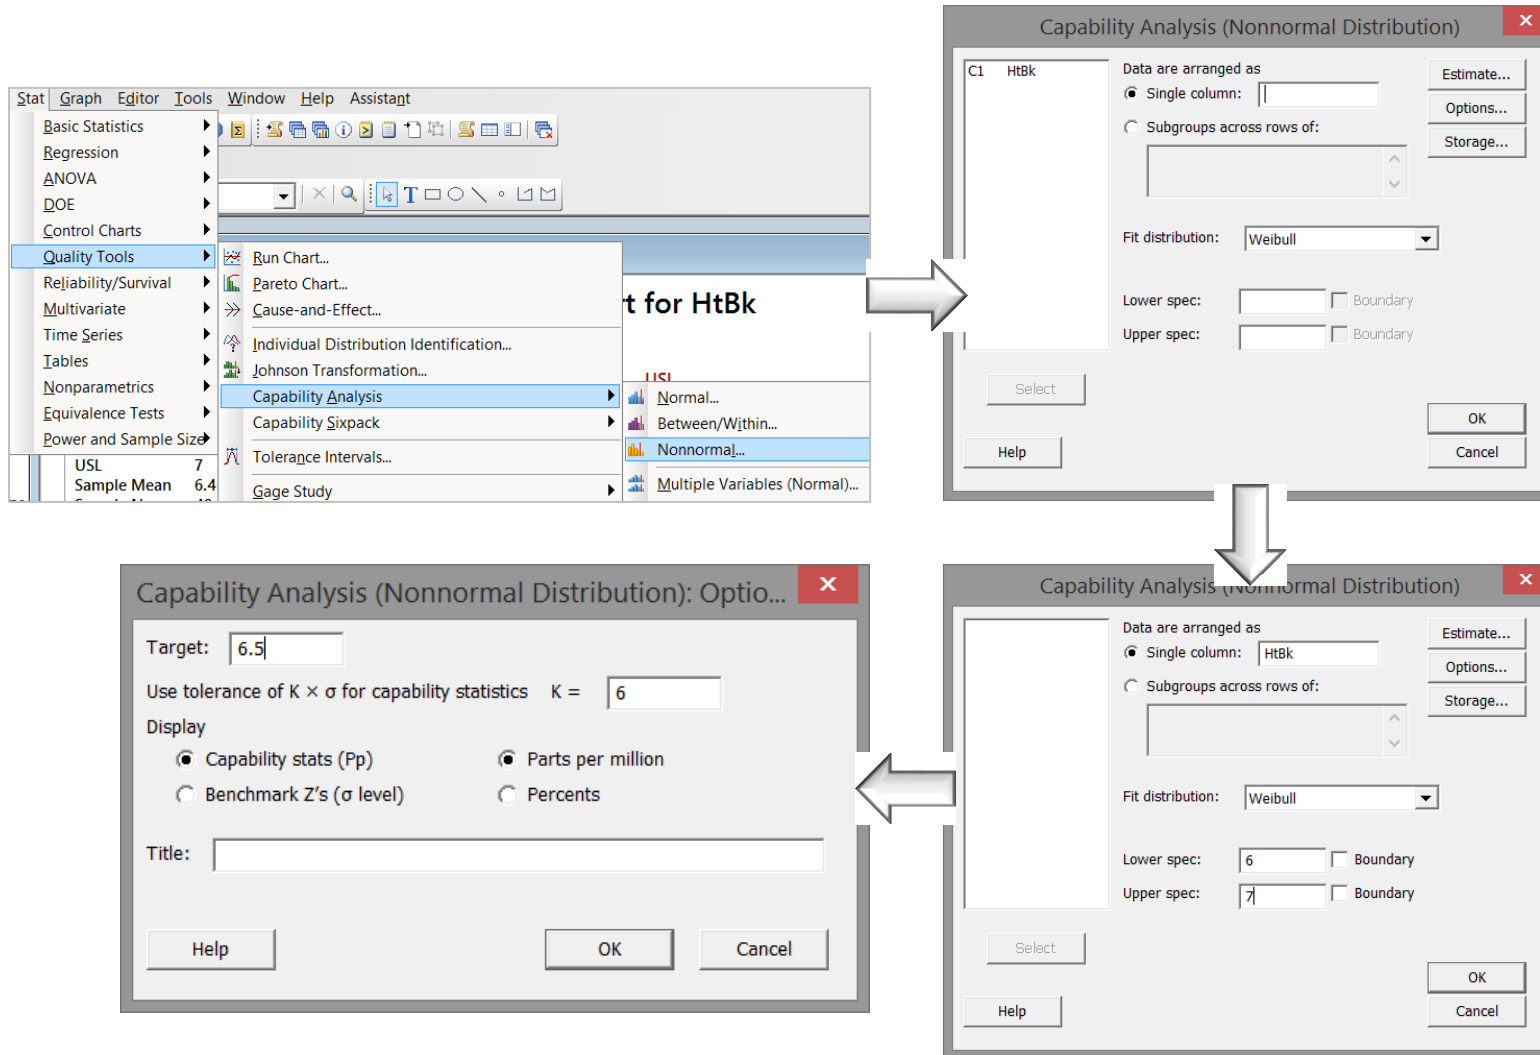 Stat Graph Editor Tools Window Help Assistant
Basic Statistics
Regression
ANOVA
DOE
Control Charts
Quality Tools
Reliability/Survival
Multivariate
Time Series
Tables
Nonparametrics
Equivalence Tests
Power and Sample Size
Run Chart...
Pareto Chart...
Cause-and-Effect...
Individual Distribution Identification...
Johnson Transformation...
Capability Analysis
Capability Sixpack
Tolerance Intervals...
Gage Study
t for HtBk
USL
Normal...
Between/Within...
Nonnormal...
Multiple Variables (Normal)...
USL 7
Sample Mean 6.4
Capability Analysis (Nonnormal Distribution)
C1 HtBk
Data are arranged as
Single column:
Subgroups across rows of:
Fit distribution: Weibull
Lower spec: Boundary
Upper spec: Boundary
Estimate...
Options...
Storage...
Select
Help
OK
Cancel
Capability Analysis (Nonnormal Distribution)
Data are arranged as
Single column: HtBk
Subgroups across rows of:
Fit distribution: Weibull
Lower spec: 6 Boundary
Upper spec: 7 Boundary
Estimate...
Options...
Storage...
Select
Help
OK
Cancel
Capability Analysis (Nonnormal Distribution): Optio...
Target: 6.5
Use tolerance of K × σ for capability statistics K = 6
Display
Capability stats (Pp) Parts per million
Benchmark Z's (σ level) Percents
Title:
Help OK Cancel